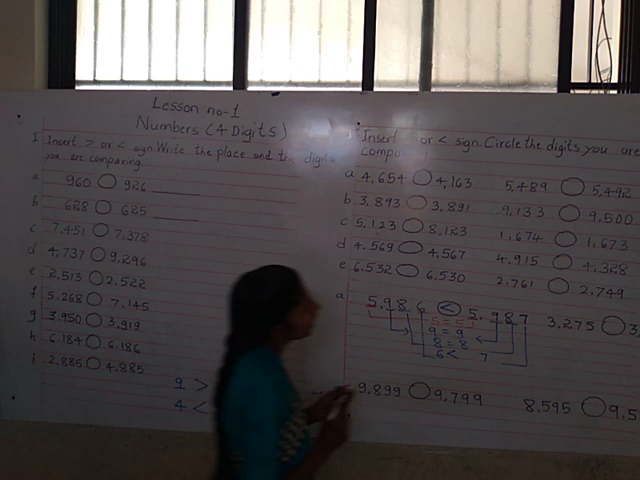 Lesson no-1
Numbers (4 Digits)
I Insert > or < sign. Write the place and the digits
you are comparing.
a 960 ◯ 926
b 628 ◯ 625
c 7,451 ◯ 7,378
d 4,737 ◯ 9,296
e 2,513 ◯ 2,522
f 5,268 ◯ 7,145
g 3,950 ◯ 3,919
h 6,184 ◯ 6,186
i 2,885 ◯ 4,885
9 >
4 <
Insert or < sign. Circle the digits you are
a 4,654 ◯ 4,163 5,489 ◯ 5,492
b 3,893 ◯ 3,891 9,133 ◯ 9,500
c 5,123 ◯ 8,123 1,674 ◯ 1,673
d 4,569 ◯ 4,567 4,915 ◯ 4,328
e 6,532 ◯ 6,530 2,761 ◯ 2,749
a 5,986 < 5,987 3,275 ◯ 3,
5 = 5
9 = 9
8 = 8
6 < 7
9,899 ◯ 9,799 8,595 ◯ 9,5